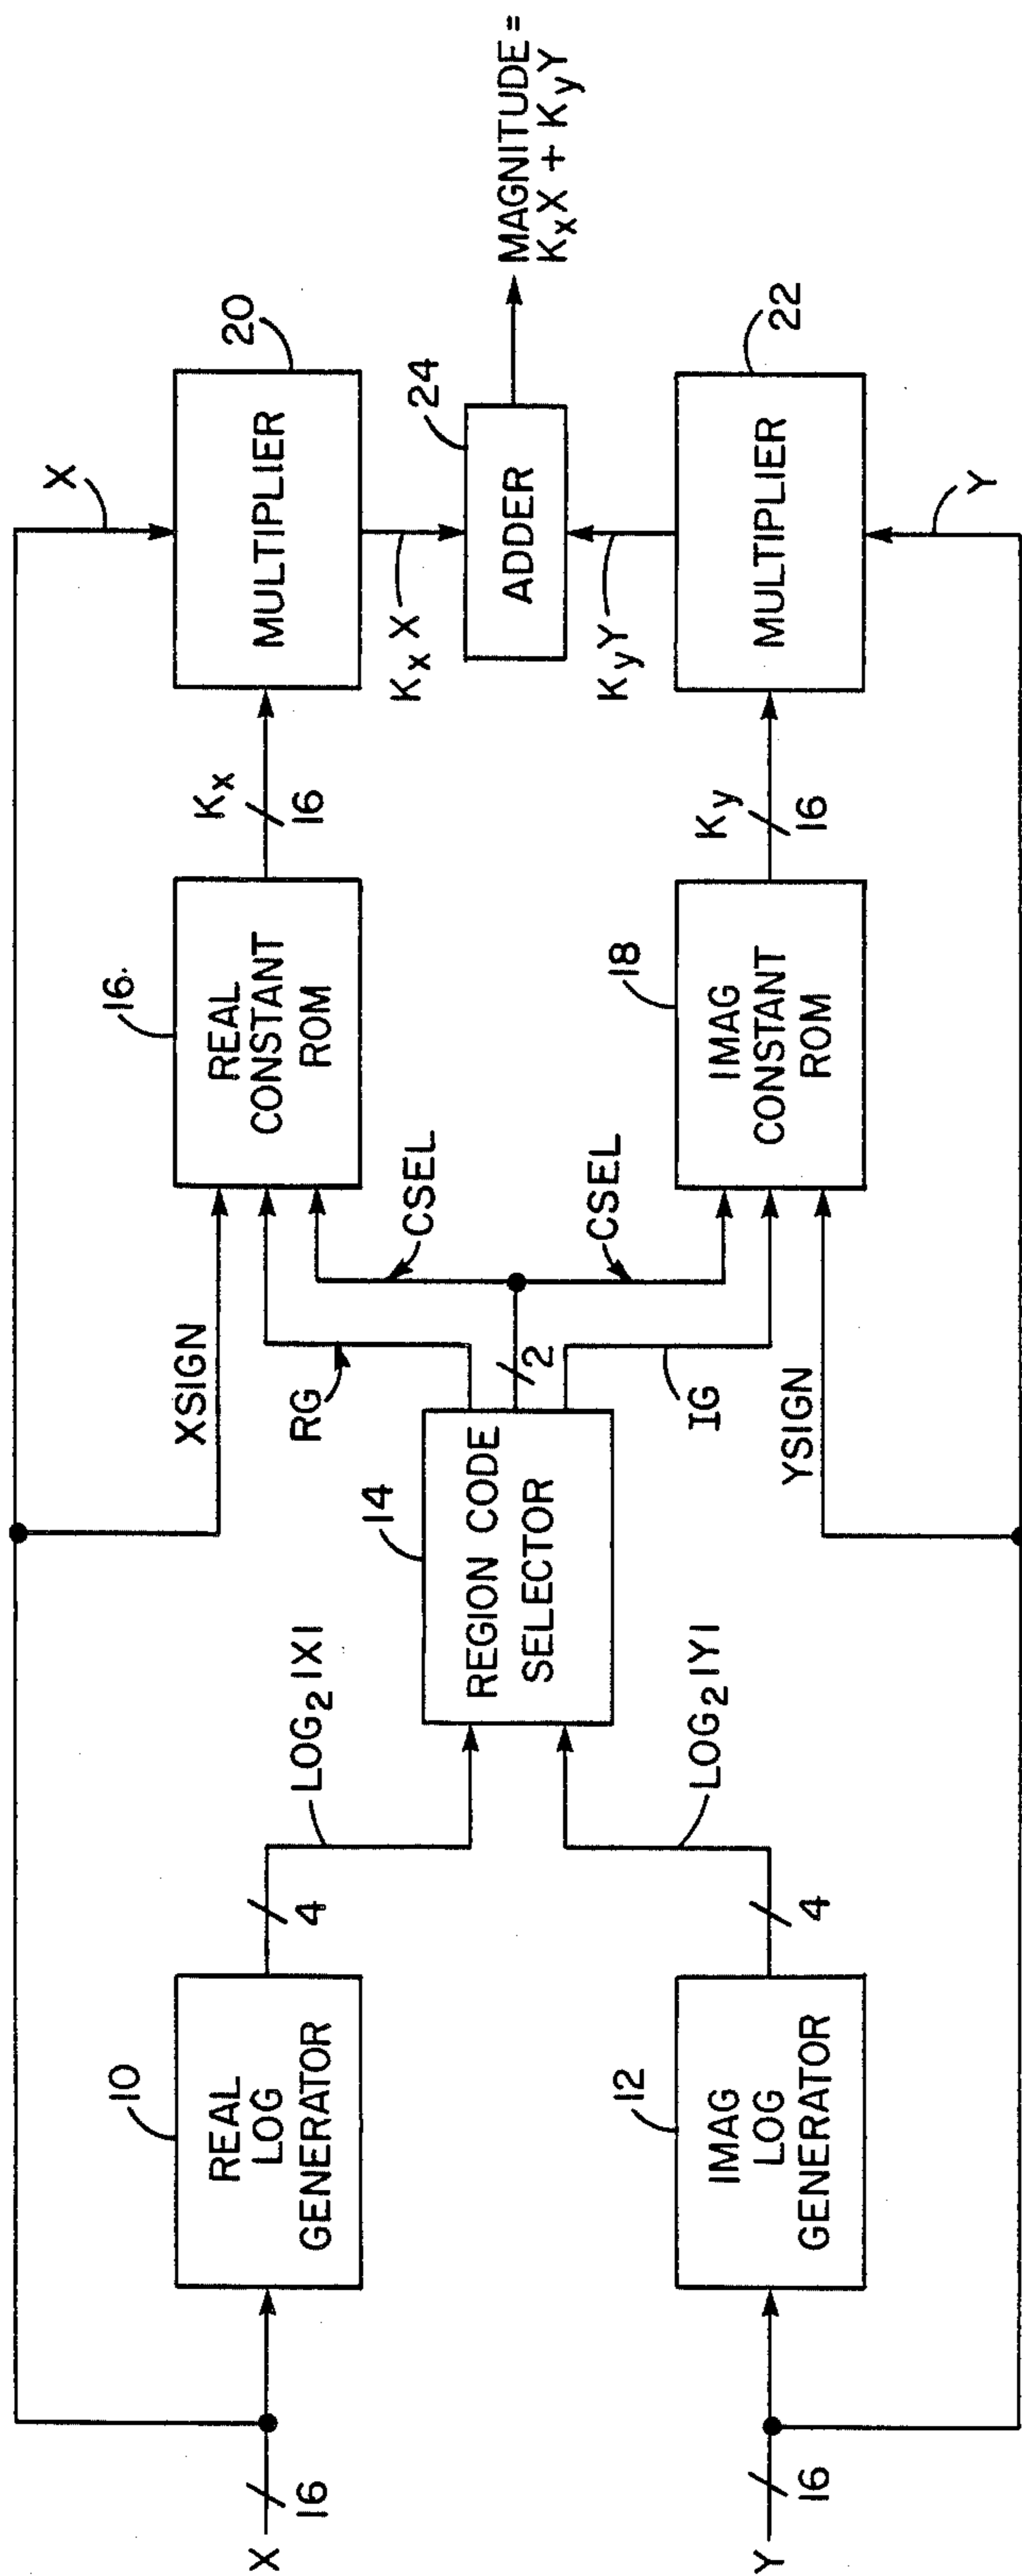 X
16
10
REAL
LOG
GENERATOR
4
LOG2|X|
Y
16
12
IMAG
LOG
GENERATOR
4
LOG2|Y|
14
REGION CODE
SELECTOR
XSIGN
RG
2
CSEL
CSEL
IG
YSIGN
16.
REAL
CONSTANT
ROM
Kx
16
18
IMAG
CONSTANT
ROM
Ky
16
X
20
MULTIPLIER
KxX
24
ADDER
KyY
22
MULTIPLIER
Y
MAGNITUDE =
KxX + KyY